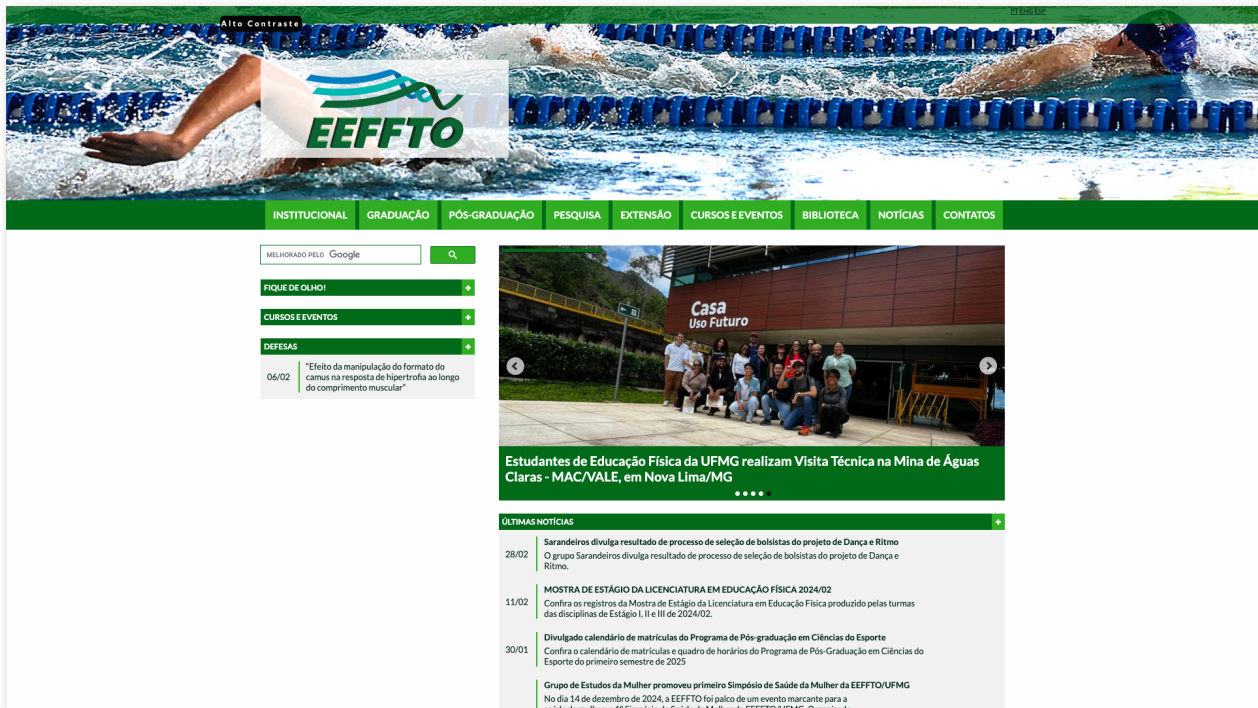 Alto Contraste
PT ENG ESP
EEFFTO
INSTITUCIONAL GRADUAÇÃO PÓS-GRADUAÇÃO PESQUISA EXTENSÃO CURSOS E EVENTOS BIBLIOTECA NOTÍCIAS CONTATOS
MELHORADO PELO Google
FIQUE DE OLHO! +
CURSOS E EVENTOS +
DEFESAS +
06/02
"Efeito da manipulação do formato do
camus na resposta de hipertrofia ao longo
do comprimento muscular"
Casa
Uso Futuro
Estudantes de Educação Física da UFMG realizam Visita Técnica na Mina de Águas
Claras - MAC/VALE, em Nova Lima/MG
ÚLTIMAS NOTÍCIAS +
28/02
Sarandeiros divulga resultado de processo de seleção de bolsistas do projeto de Dança e Ritmo
O grupo Sarandeiros divulga resultado de processo de seleção de bolsistas do projeto de Dança e
Ritmo.
11/02
MOSTRA DE ESTÁGIO DA LICENCIATURA EM EDUCAÇÃO FÍSICA 2024/02
Confira os registros da Mostra de Estágio da Licenciatura em Educação Física produzido pelas turmas
das disciplinas de Estágio I, II e III de 2024/02.
30/01
Divulgado calendário de matrículas do Programa de Pós-graduação em Ciências do Esporte
Confira o calendário de matrículas e quadro de horários do Programa de Pós-Graduação em Ciências do
Esporte do primeiro semestre de 2025
Grupo de Estudos da Mulher promoveu primeiro Simpósio de Saúde da Mulher da EEFFTO/UFMG
No dia 14 de dezembro de 2024, a EEFFTO foi palco de um evento marcante para a